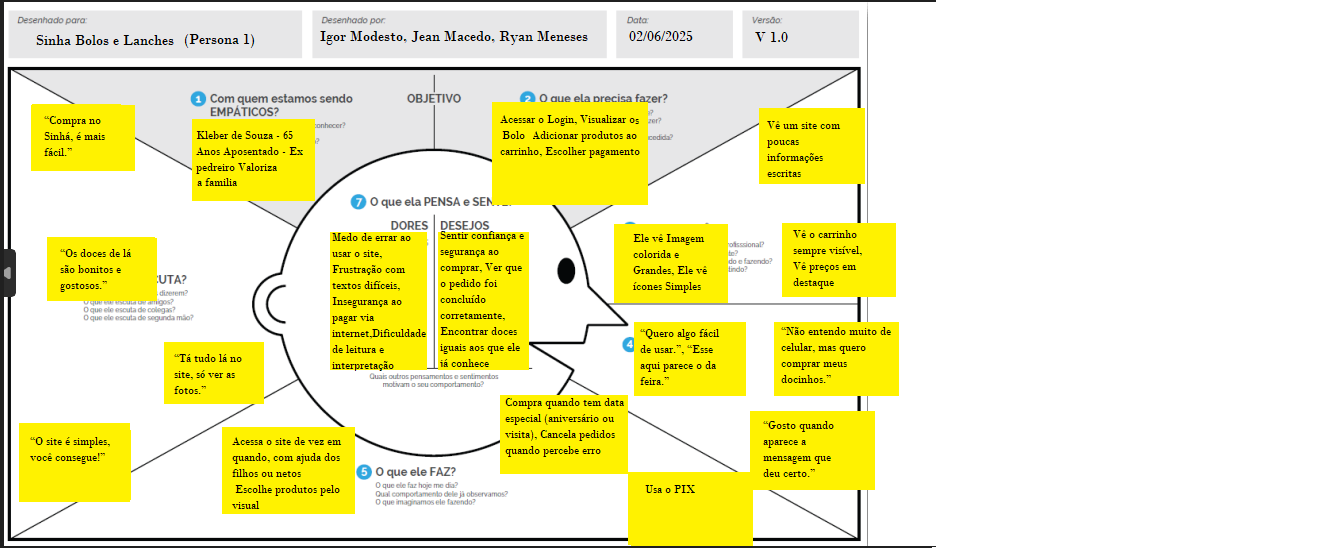 Desenhado para:
Sinha Bolos e Lanches (Persona 1)
Desenhado por:
Igor Modesto, Jean Macedo, Ryan Meneses
Data:
02/06/2025
Versão:
V 1.0
1 Com quem estamos sendo
EMPÁTICOS?
conhecer?
Kleber de Souza - 65
Anos Aposentado - Ex
pedreiro Valoriza
a familia
OBJETIVO
2 O que ela precisa fazer?
Acessar o Login, Visualizar os
Bolo Adicionar produtos ao
carrinho, Escolher pagamento
“Compra no
Sinhá, é mais
fácil.”
Vê um site com
poucas
informações
escritas
7 O que ela PENSA e
DORES
Medo de errar ao
usar o site,
Frustração com
textos difíceis,
Insegurança ao
pagar via
internet,Dificuldade
de leitura e
interpretação
DESEJOS
Sentir confiança e
segurança ao
comprar, Ver que
o pedido foi
concluído
corretamente,
Encontrar doces
iguais aos que ele
já conhece
Quais outros pensamentos e sentimentos
motivam o seu comportamento?
Ele vê Imagem
colorida e
Grandes, Ele vê
ícones Simples
Vê o carrinho
sempre visível,
Vê preços em
destaque
do e fazendo?
“Os doces de lá
são bonitos e
gostosos.”
CUTA?
dizerem?
O que ele escuta de amigos?
O que ele escuta de colegas?
O que ele escuta de segunda mão?
“Tá tudo lá no
site, só ver as
fotos.”
“O site é simples,
você consegue!”
4
“Quero algo fácil
de usar.”, “Esse
aqui parece o da
feira.”
“Não entendo muito de
celular, mas quero
comprar meus
docinhos.”
“Gosto quando
aparece a
mensagem que
deu certo.”
Acessa o site de vez em
quando, com ajuda dos
filhos ou netos
Escolhe produtos pelo
visual
5 O que ele FAZ?
O que ele faz hoje me dia?
Qual comportamento dele já observamos?
O que imaginamos ele fazendo?
Compra quando tem data
especial (aniversário ou
visita), Cancela pedidos
quando percebe erro
Usa o PIX